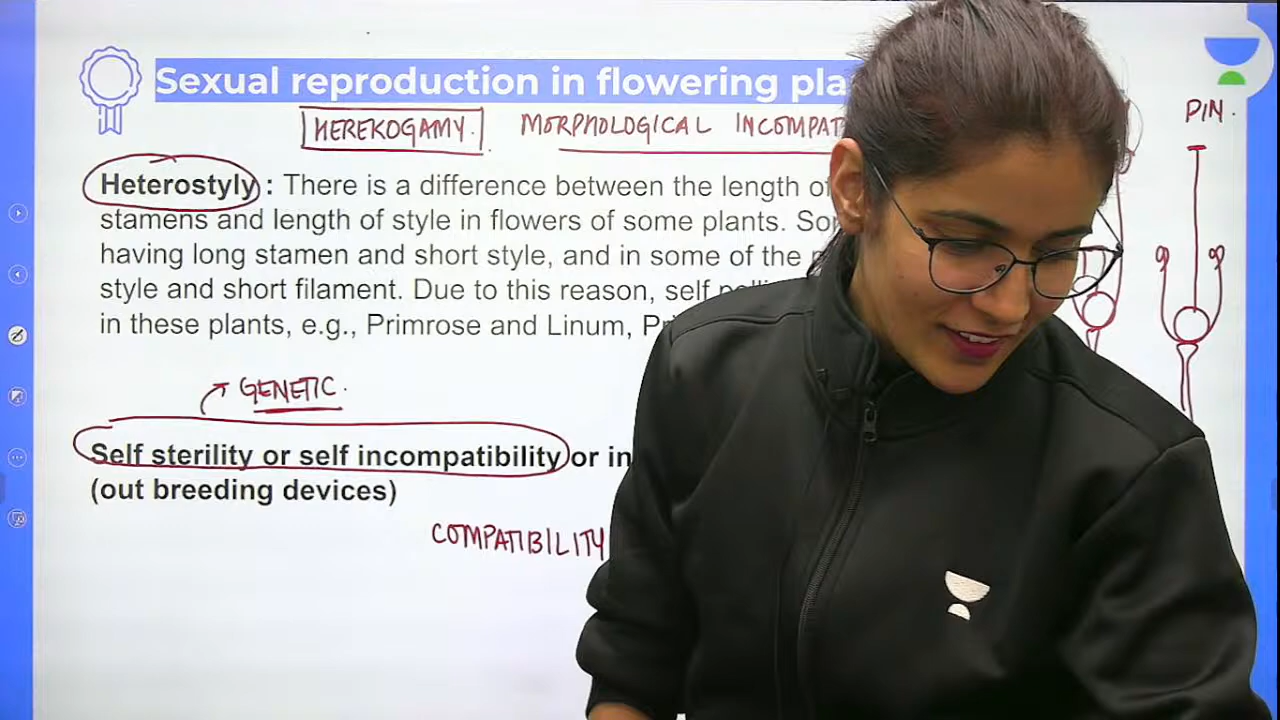 Sexual reproduction in flowering pla
HEREKOGAMY. MORPHOLOGICAL INCOMPAT
PIN.
Heterostyly : There is a difference between the length of
stamens and length of style in flowers of some plants. So
having long stamen and short style, and in some of the
style and short filament. Due to this reason, self
in these plants, e.g., Primrose and Linum,
GENETIC.
Self sterility or self incompatibility or in
(out breeding devices)
COMPATIBILITY